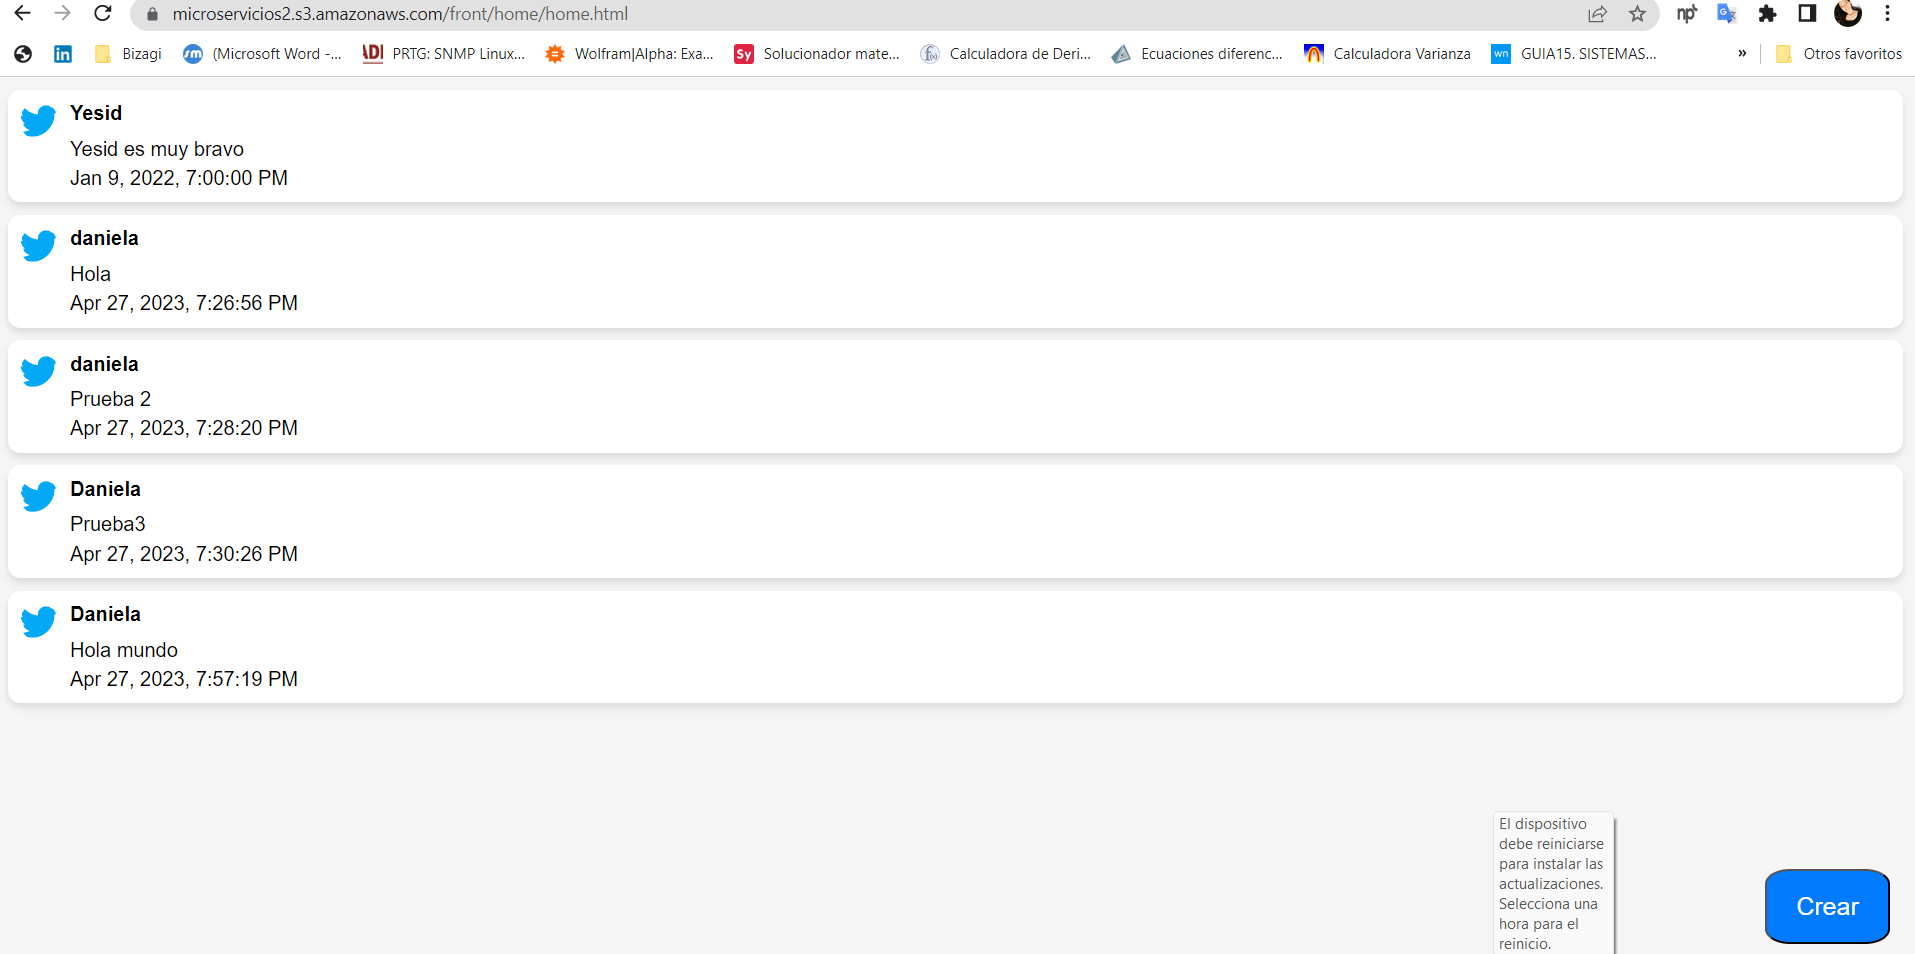 microservicios2.s3.amazonaws.com/front/home/home.html
Bizagi (Microsoft Word -... PRTG: SNMP Linux... Wolfram|Alpha: Exa... Sy Solucionador mate... f(x) Calculadora de Deri... Ecuaciones diferenc... Calculadora Varianza wn GUIA15. SISTEMAS... » Otros favoritos
Yesid
Yesid es muy bravo
Jan 9, 2022, 7:00:00 PM
daniela
Hola
Apr 27, 2023, 7:26:56 PM
daniela
Prueba 2
Apr 27, 2023, 7:28:20 PM
Daniela
Prueba3
Apr 27, 2023, 7:30:26 PM
Daniela
Hola mundo
Apr 27, 2023, 7:57:19 PM
El dispositivo
debe reiniciarse
para instalar las
actualizaciones.
Selecciona una
hora para el
reinicio.
Crear